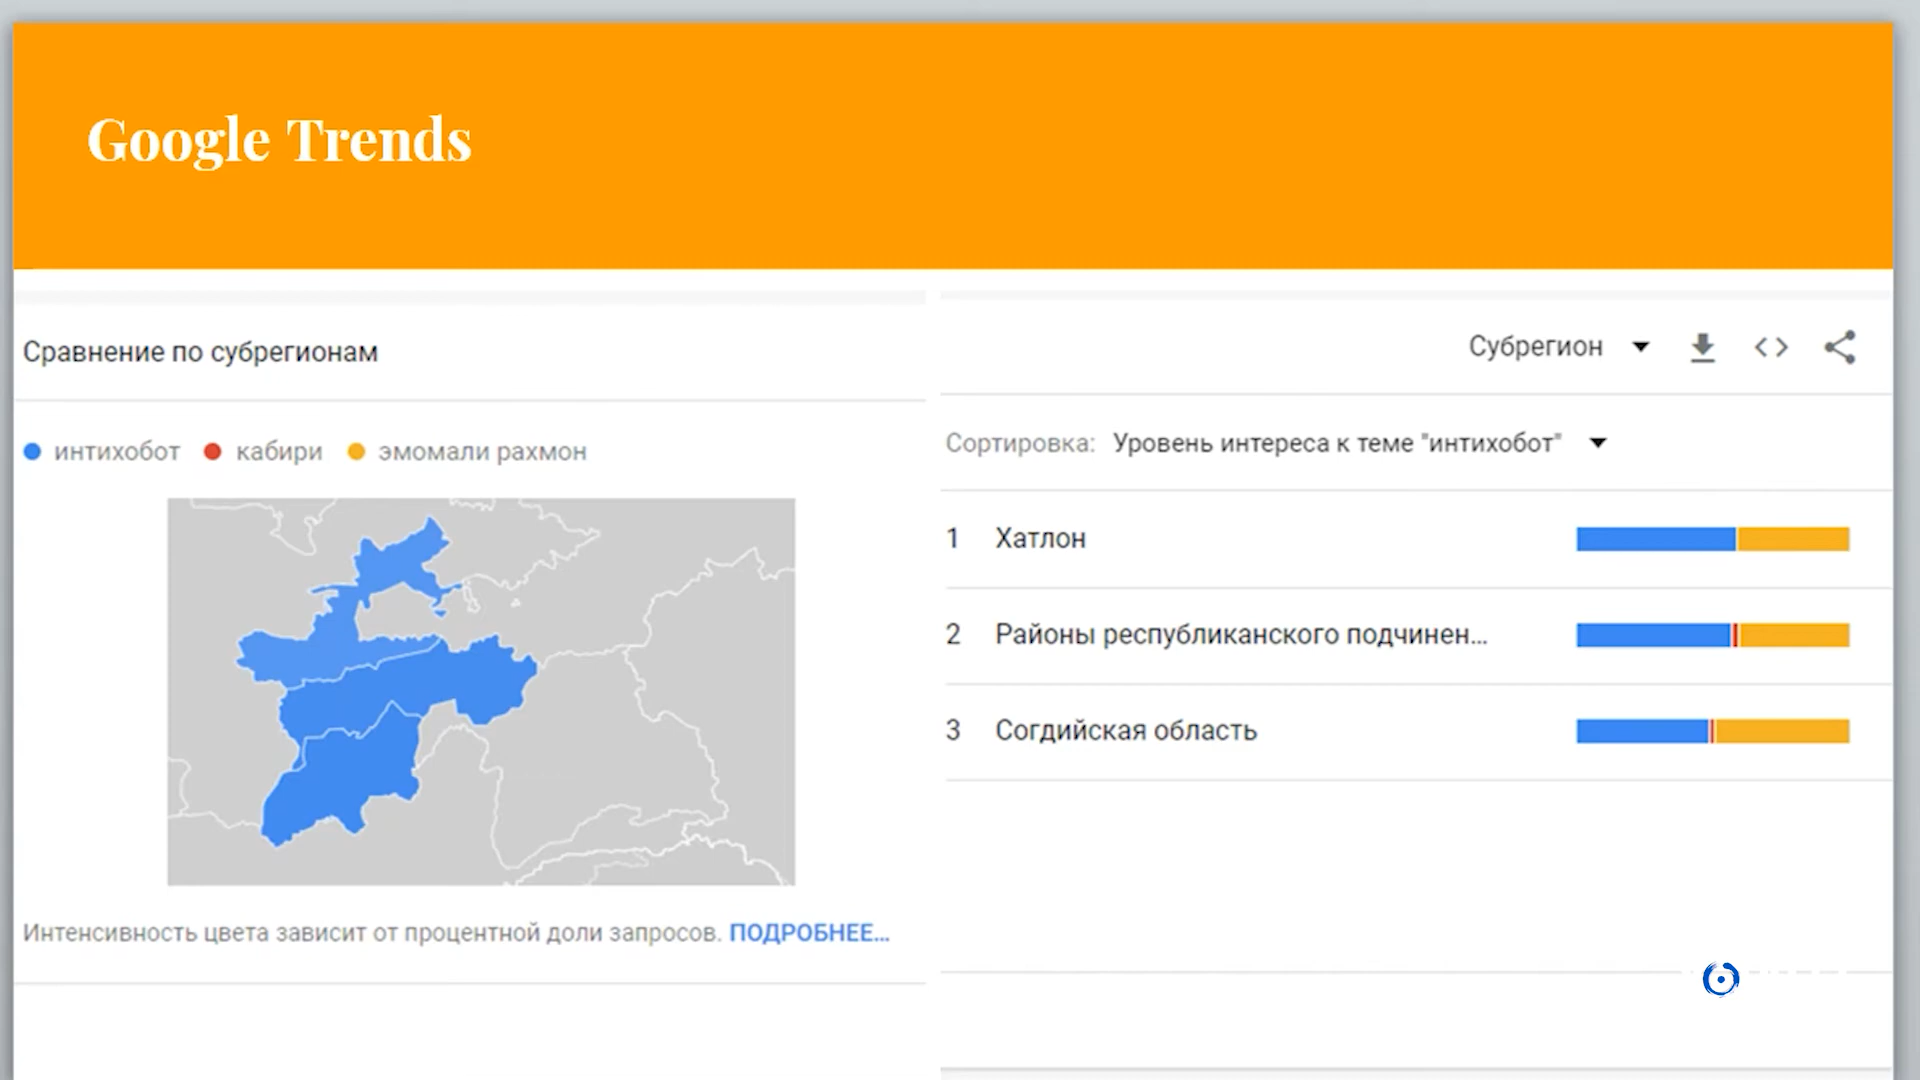 Google Trends
Сравнение по субрегионам
интихобот кабири эмомали рахмон
Интенсивность цвета зависит от процентной доли запросов. ПОДРОБНЕЕ...
Субрегион
Сортировка: Уровень интереса к теме "интихобот"
1 Хатлон
2 Районы республиканского подчинен...
3 Согдийская область